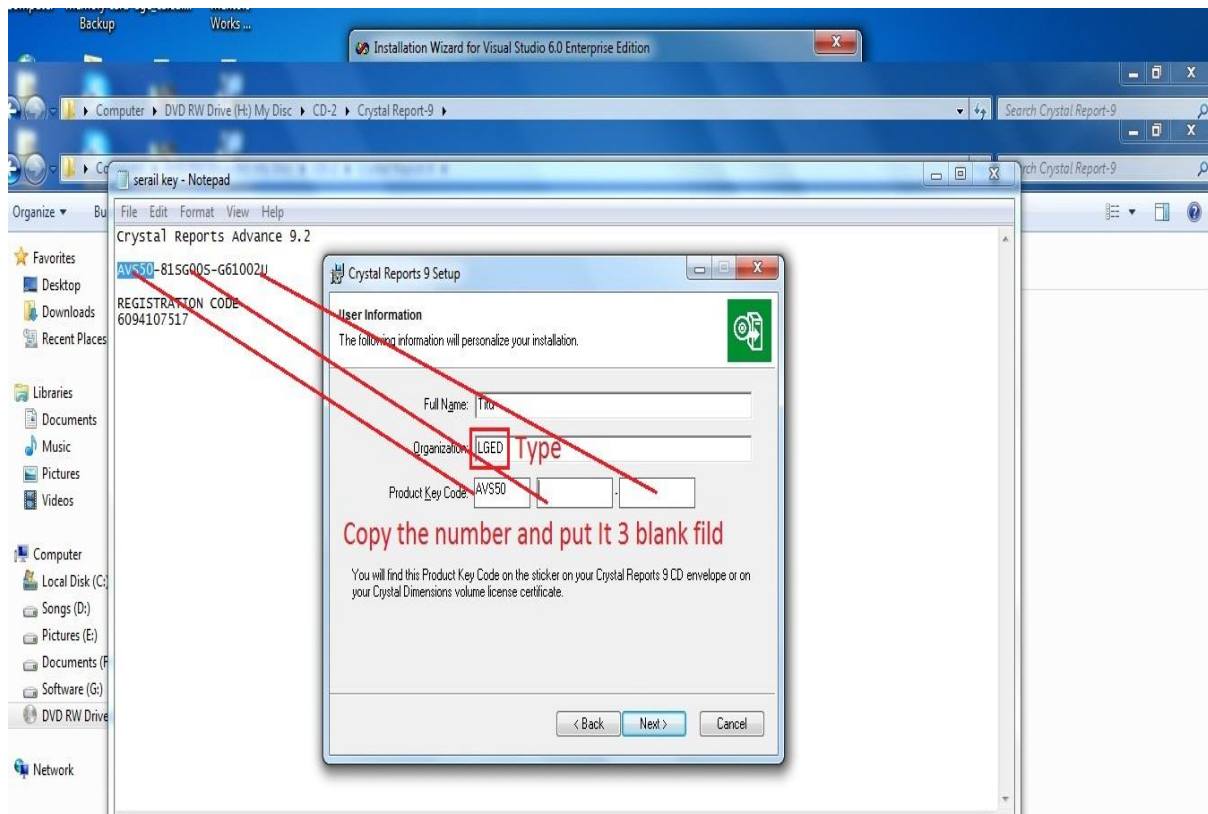 Backup
Works ...
Installation Wizard for Visual Studio 6.0 Enterprise Edition
Computer ▸ DVD RW Drive (H:) My Disc ▸ CD-2 ▸ Crystal Report-9 ▸
Search Crystal Report-9
rch Crystal Report-9
serail key - Notepad
Organize
Bu
File Edit Format View Help
Crystal Reports Advance 9.2
AVS50-81SG00S-G61002U
REGISTRATION CODE
6094107517
Favorites
Desktop
Downloads
Recent Places
Libraries
Documents
Music
Pictures
Videos
Computer
Local Disk (C:)
Songs (D:)
Pictures (E:)
Documents (F
Software (G:)
DVD RW Drive
Network
Crystal Reports 9 Setup
User Information
The following information will personalize your installation.
Full Name:
Organization: LGED Type
Product Key Code: AVS50 -
Copy the number and put It 3 blank fild
You will find this Product Key Code on the sticker on your Crystal Reports 9 CD envelope or on
your Crystal Dimensions volume license certificate.
< Back
Next >
Cancel